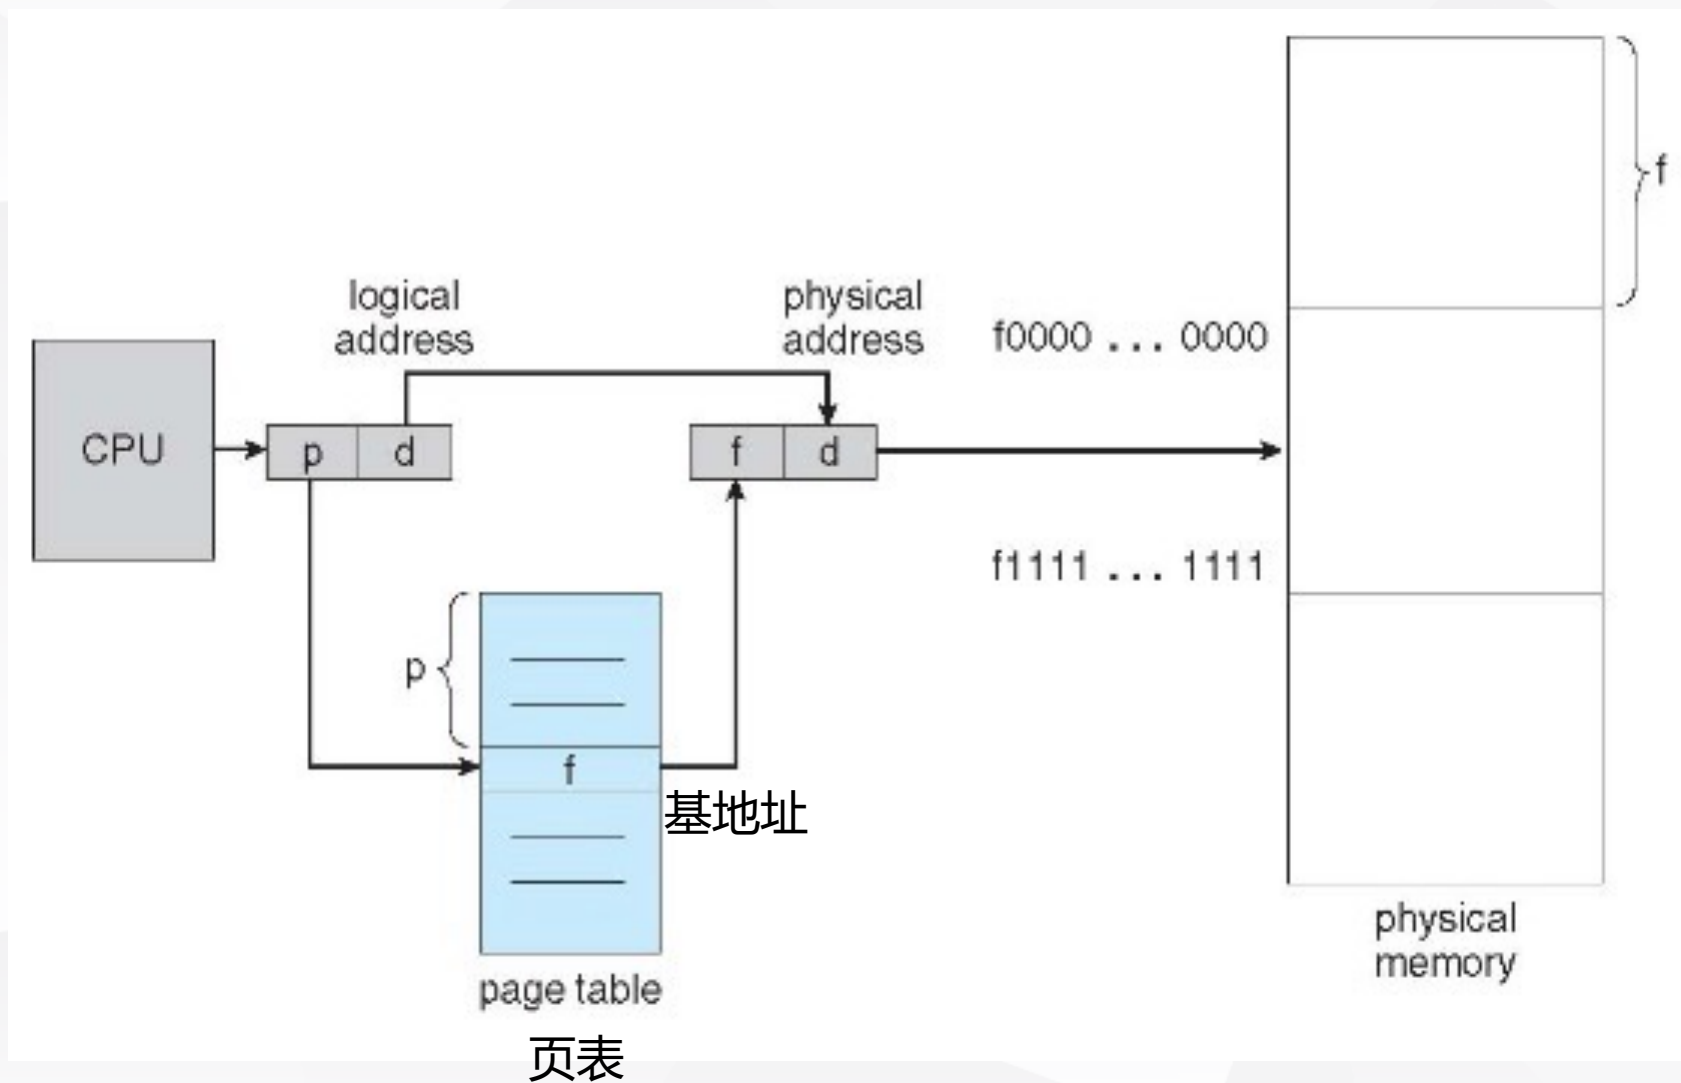 f
logical
address
physical
address
f0000 ... 0000
CPU
p
d
f
d
f1111 ... 1111
p
f
基地址
physical
memory
page table
页表